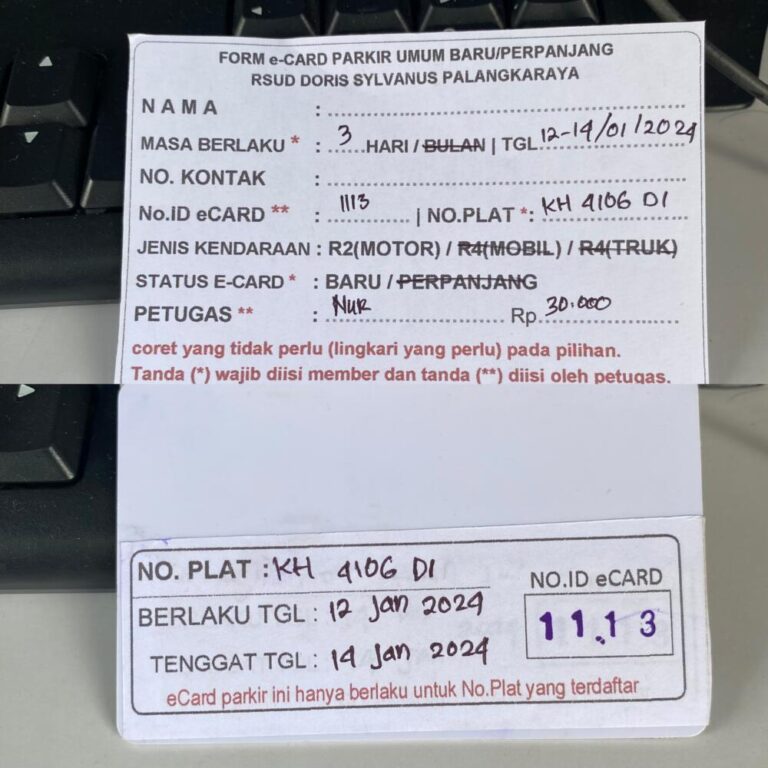 FORM e-CARD PARKIR UMUM BARU/PERPANJANG
RSUD DORIS SYLVANUS PALANGKARAYA
NAMA :
MASA BERLAKU * : 3 HARI / BULAN | TGL 12-14/01/2024
NO. KONTAK :
No.ID eCARD ** : 1113 | NO.PLAT *: KH 4106 DI
JENIS KENDARAAN : R2(MOTOR) / R4(MOBIL) / R4(TRUK)
STATUS E-CARD * : BARU / PERPANJANG
PETUGAS ** : NUR Rp. 30.000
coret yang tidak perlu (lingkari yang perlu) pada pilihan.
Tanda (*) wajib diisi member dan tanda (**) diisi oleh petugas.
NO. PLAT : KH 4106 DI
BERLAKU TGL : 12 Jan 2024
TENGGAT TGL : 14 Jan 2024
NO.ID eCARD
11.13
eCard parkir ini hanya berlaku untuk No.Plat yang terdaftar